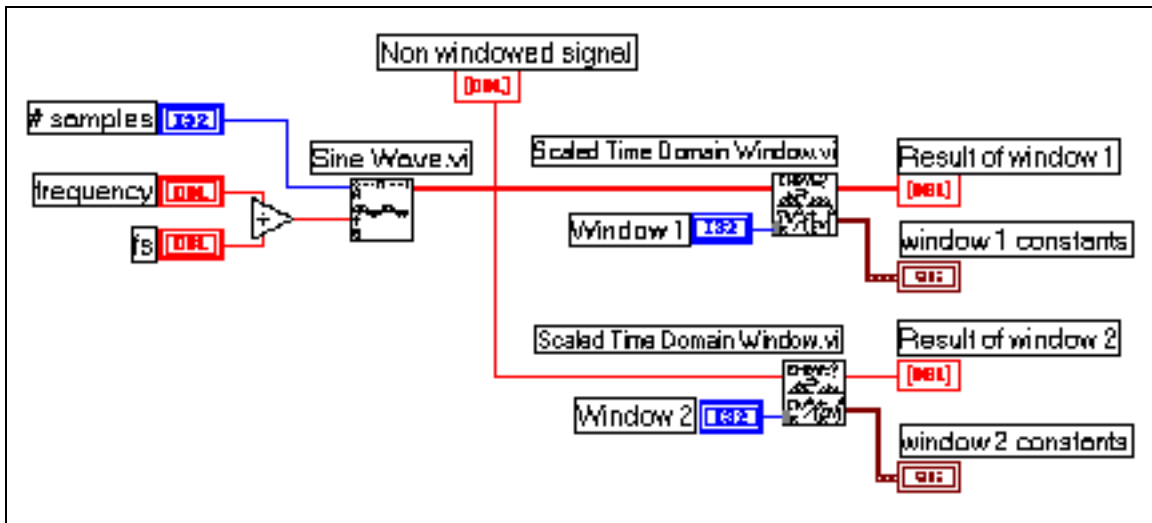 Non windowed signel
[DBL]
# samples
I32
Sine Wave.vi
Scaled Time Domain Window.vi
Result of window 1
frequency
DBL
[DBL]
Window 1
I32
fs
DBL
window 1 constants
Scaled Time Domain Window.vi
Result of window 2
[DBL]
Window 2
I32
window 2 constants